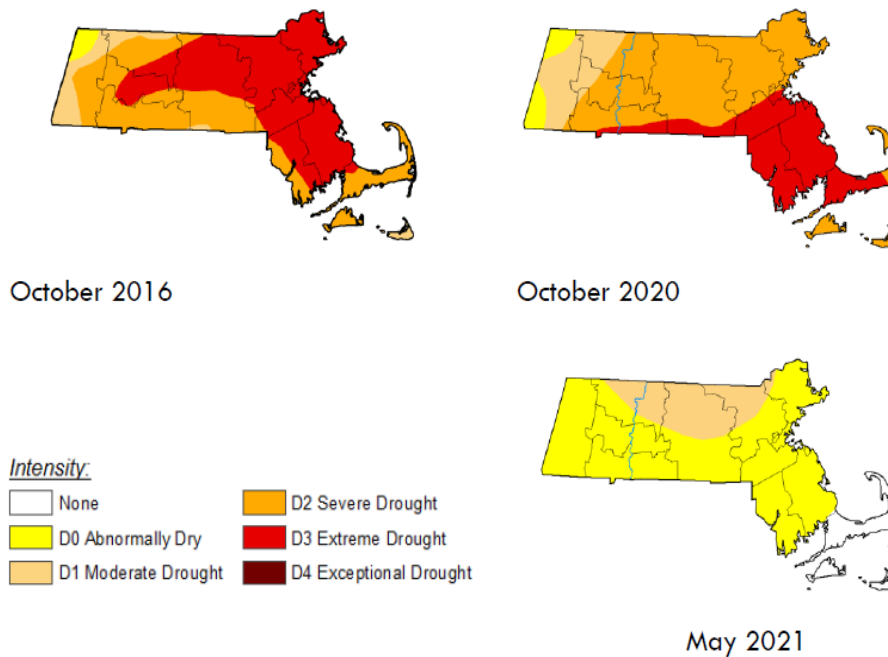 October 2016
October 2020
Intensity:
None
D0 Abnormally Dry
D1 Moderate Drought
D2 Severe Drought
D3 Extreme Drought
D4 Exceptional Drought
May 2021